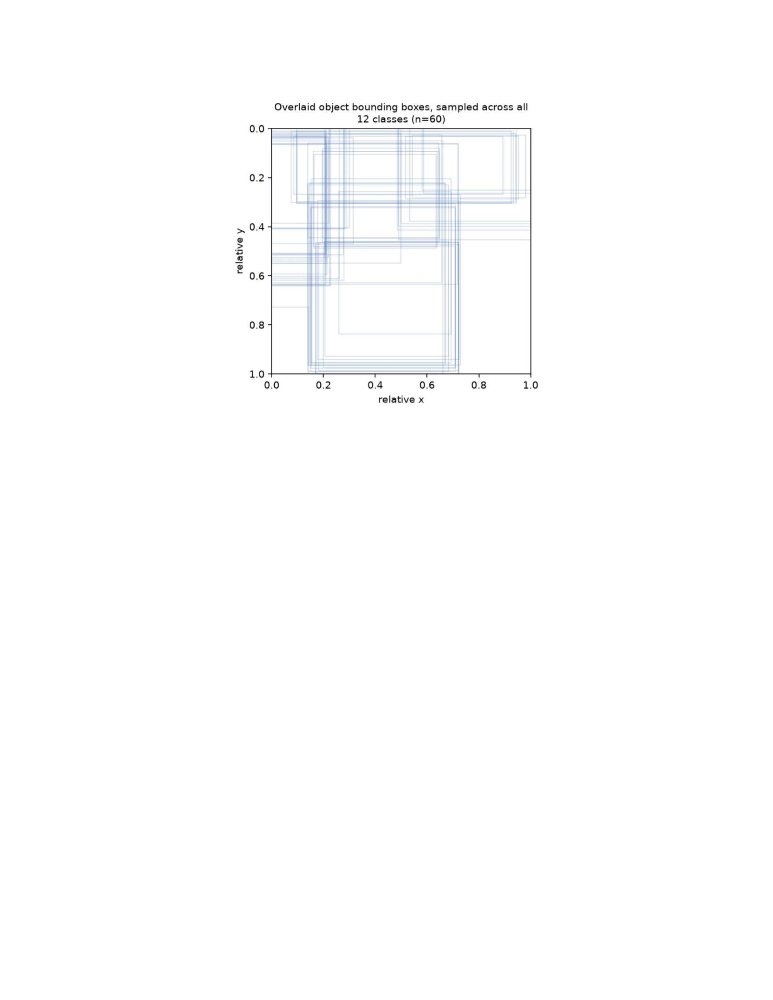 Overlaid object bounding boxes, sampled across all
12 classes (n=60)
0.0
0.2
0.4
0.6
0.8
1.0
relative y
0.0 0.2 0.4 0.6 0.8 1.0
relative x